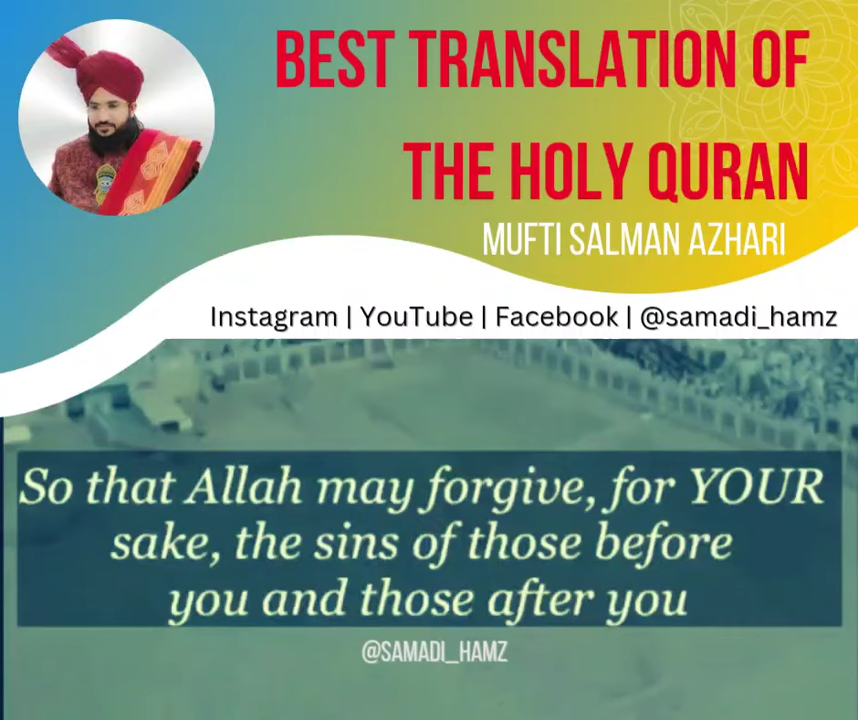 BEST TRANSLATION OF
THE HOLY QURAN
MUFTI SALMAN AZHARI
Instagram | YouTube | Facebook | @samadi_hamz
So that Allah may forgive, for YOUR
sake, the sins of those before
you and those after you
@SAMADI_HAMZ